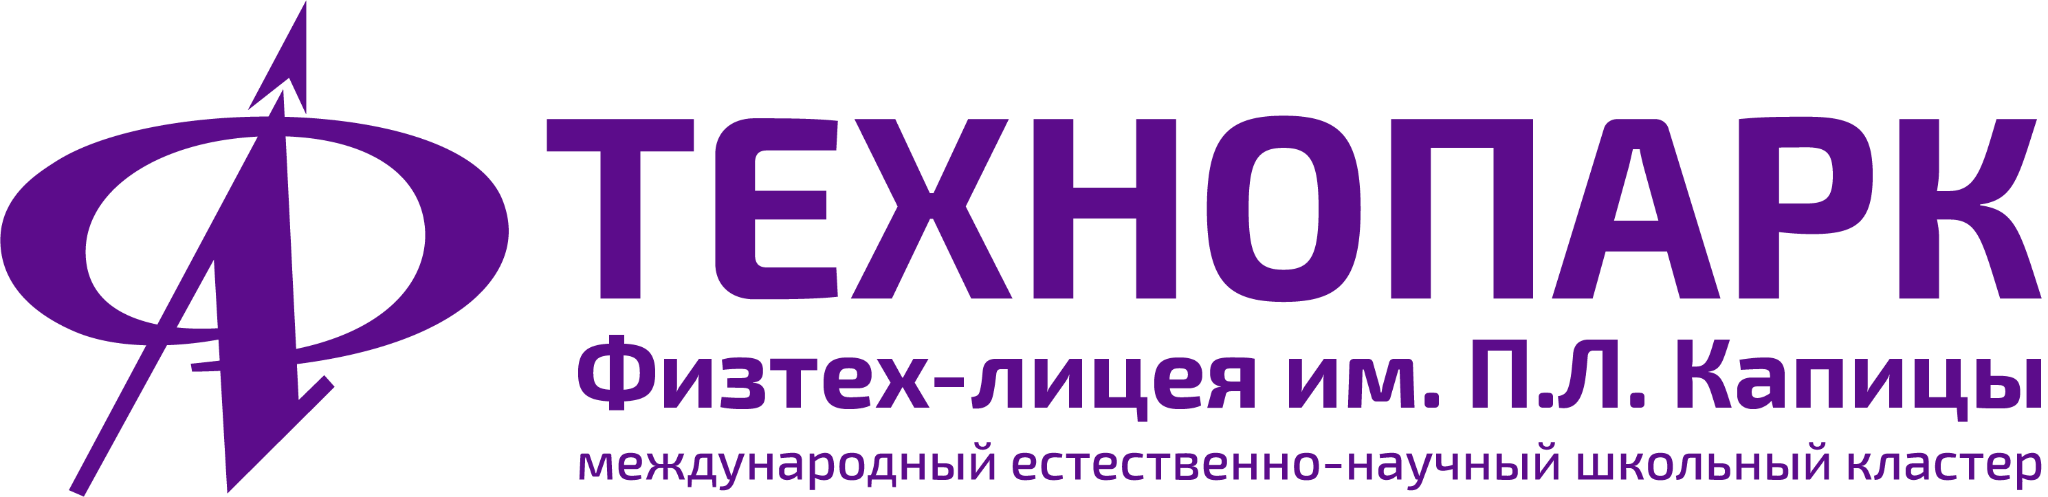 ТЕХНОПАРК
Физтех-лицея им. П.Л. Капицы
международный естественно-научный школьный кластер